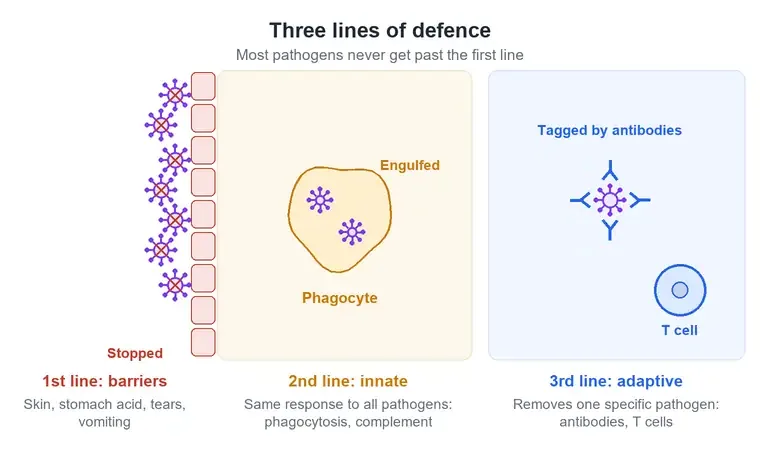 Three lines of defence
Most pathogens never get past the first line
Tagged by antibodies
Engulfed
Phagocyte
T cell
Stopped
1st line: barriers
Skin, stomach acid, tears,
vomiting
2nd line: innate
Same response to all pathogens:
phagocytosis, complement
3rd line: adaptive
Removes one specific pathogen:
antibodies, T cells